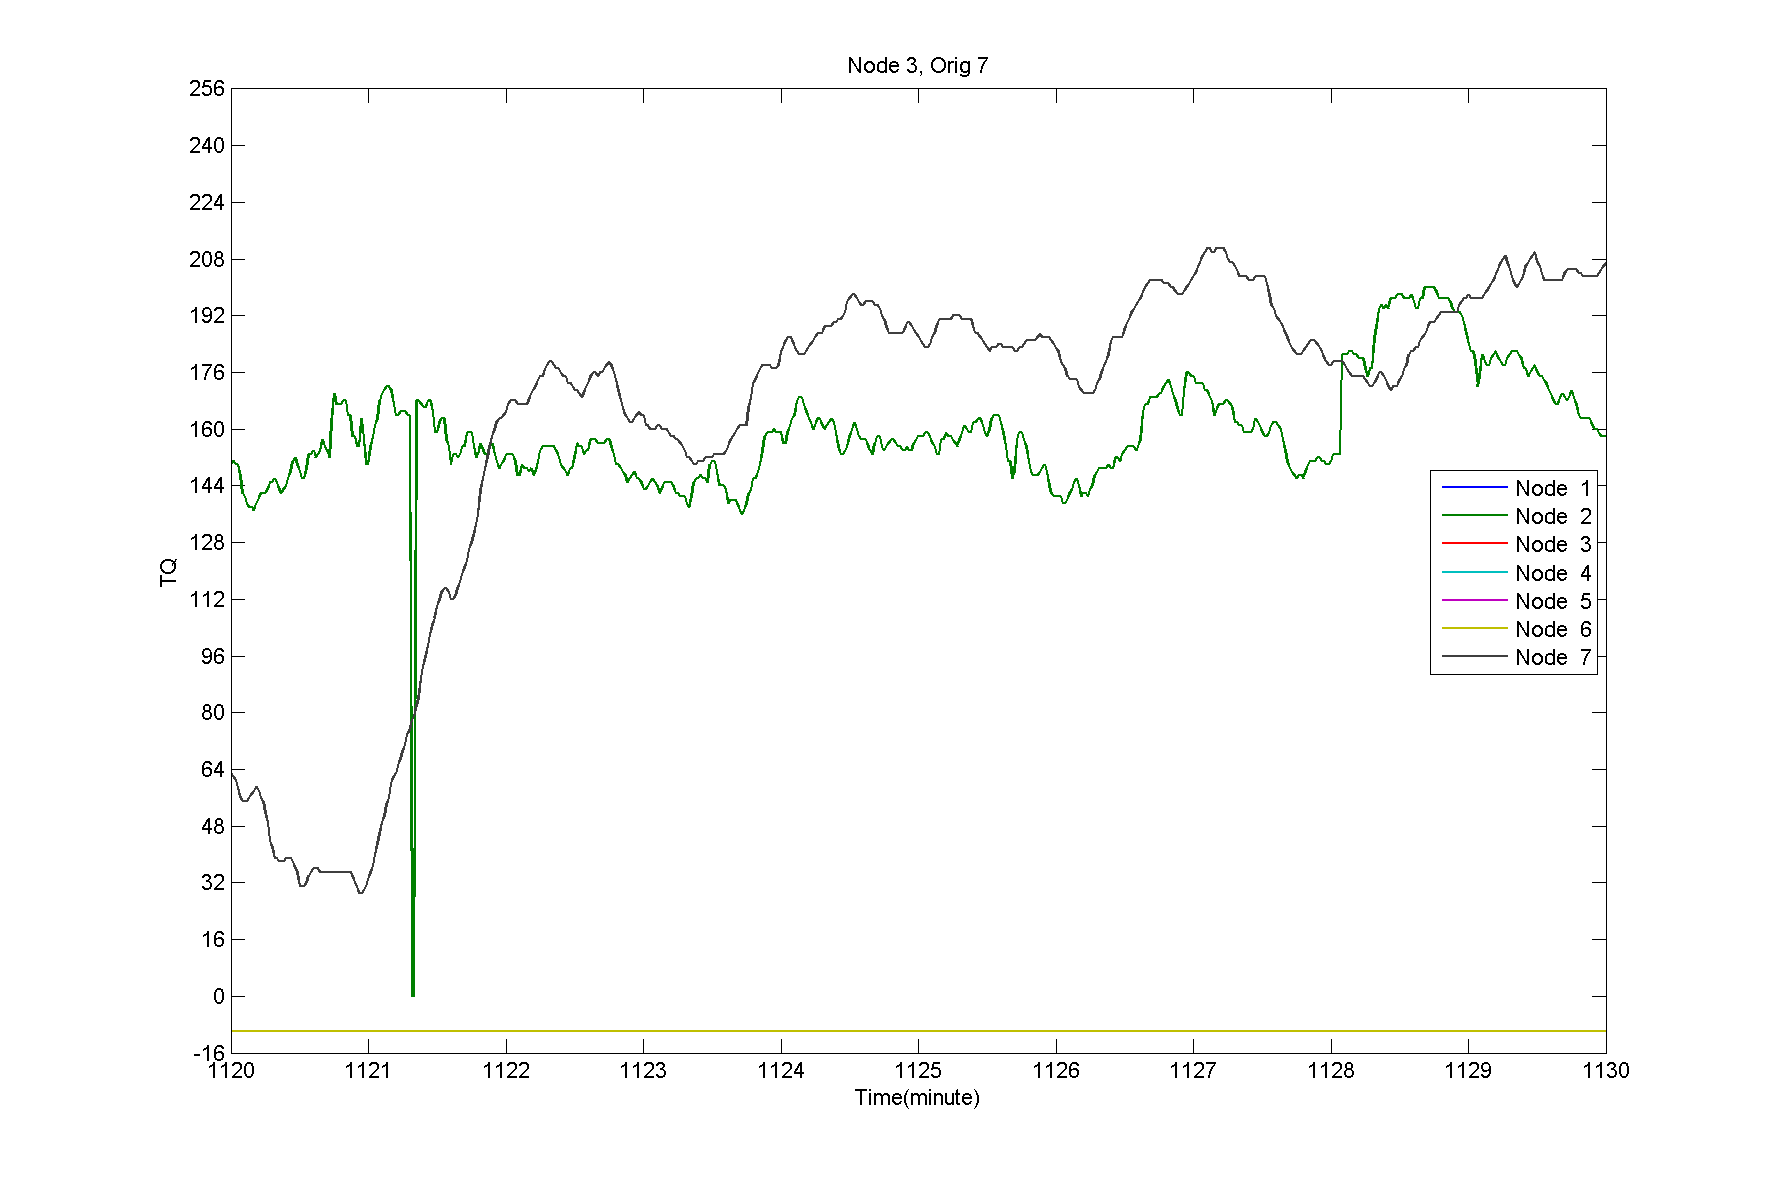 Node 3, Orig 7
256
240
224
208
192
176
160
144
128
112
96
80
64
48
32
16
0
-16
TQ
Node 1
Node 2
Node 3
Node 4
Node 5
Node 6
Node 7
1120 1121 1122 1123 1124 1125 1126 1127 1128 1129 1130
Time(minute)